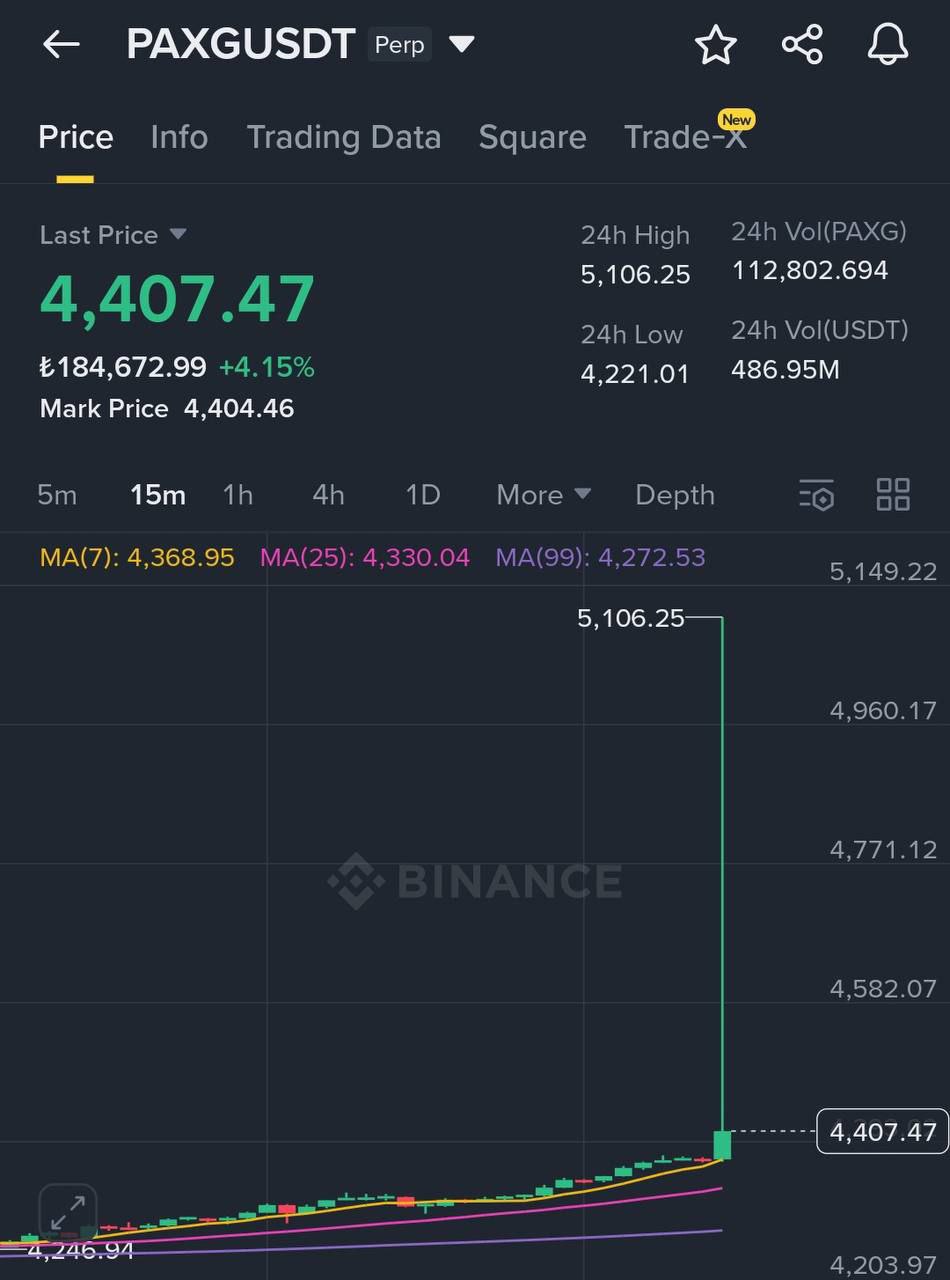 PAXGUSDT Perp
Price Info Trading Data Square Trade-X New
Last Price
4,407.47
₺184,672.99 +4.15%
Mark Price 4,404.46
24h High
5,106.25
24h Low
4,221.01
24h Vol(PAXG)
112,802.694
24h Vol(USDT)
486.95M
5m 15m 1h 4h 1D More Depth
MA(7): 4,368.95 MA(25): 4,330.04 MA(99): 4,272.53
5,149.22
5,106.25
4,960.17
4,771.12
BINANCE
4,582.07
4,407.47
4,246.94
4,203.97